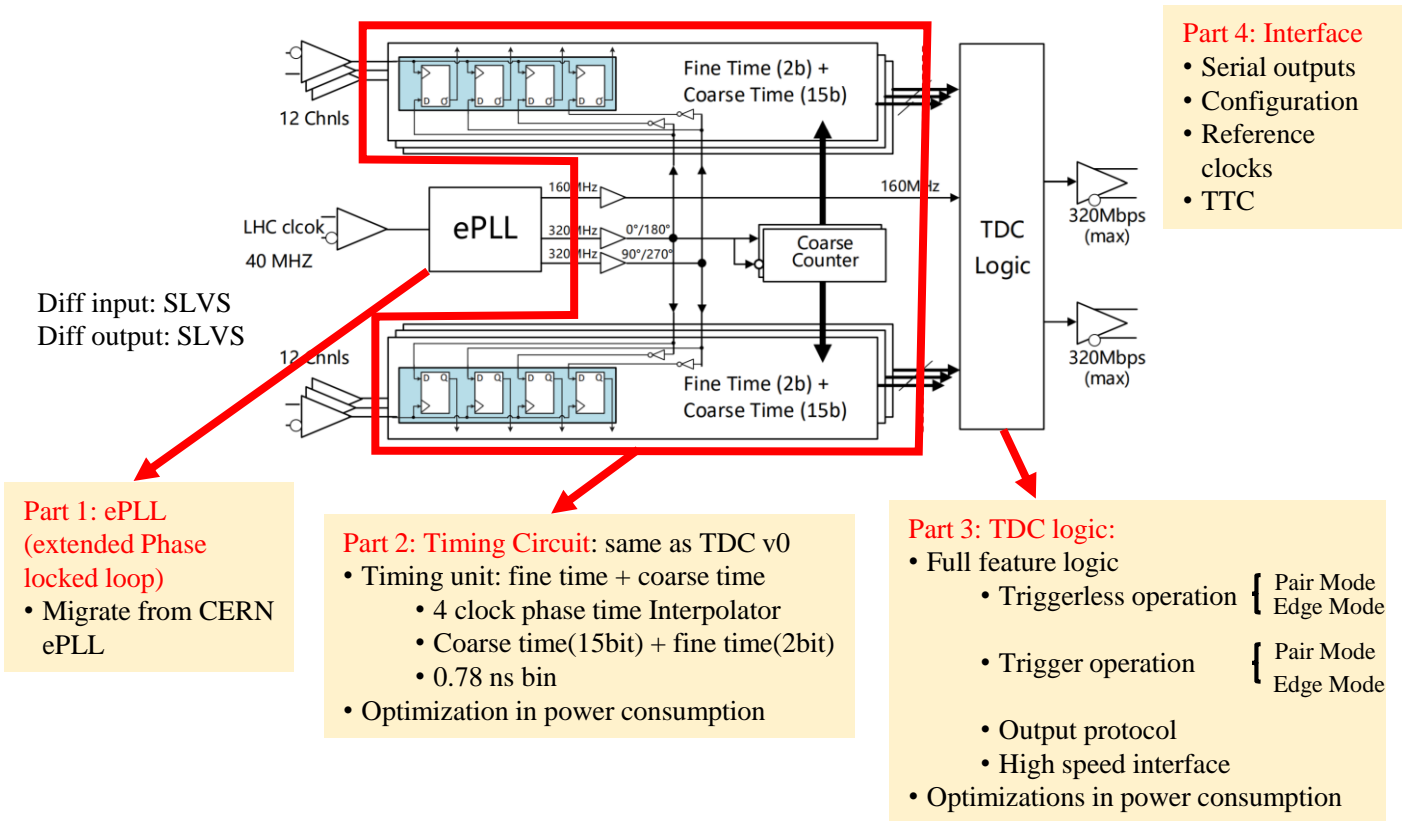 12 Chnls
Fine Time (2b) +
Coarse Time (15b)
D
Q
LHC clcok
40 MHZ
ePLL
160MHz
320MHz
0°/180°
320MHz
90°/270°
160MHz
Coarse
Counter
TDC
Logic
320Mbps
(max)
320Mbps
(max)
Diff input: SLVS
Diff output: SLVS
12 Chnls
D Q
D Q
D Q
D Q
Fine Time (2b) +
Coarse Time (15b)
Part 4: Interface
• Serial outputs
• Configuration
• Reference
clocks
• TTC
Part 1: ePLL
(extended Phase
locked loop)
• Migrate from CERN
ePLL
Part 2: Timing Circuit: same as TDC v0
• Timing unit: fine time + coarse time
• 4 clock phase time Interpolator
• Coarse time(15bit) + fine time(2bit)
• 0.78 ns bin
• Optimization in power consumption
Part 3: TDC logic:
• Full feature logic
• Triggerless operation { Pair Mode
Edge Mode
• Trigger operation { Pair Mode
Edge Mode
• Output protocol
• High speed interface
• Optimizations in power consumption